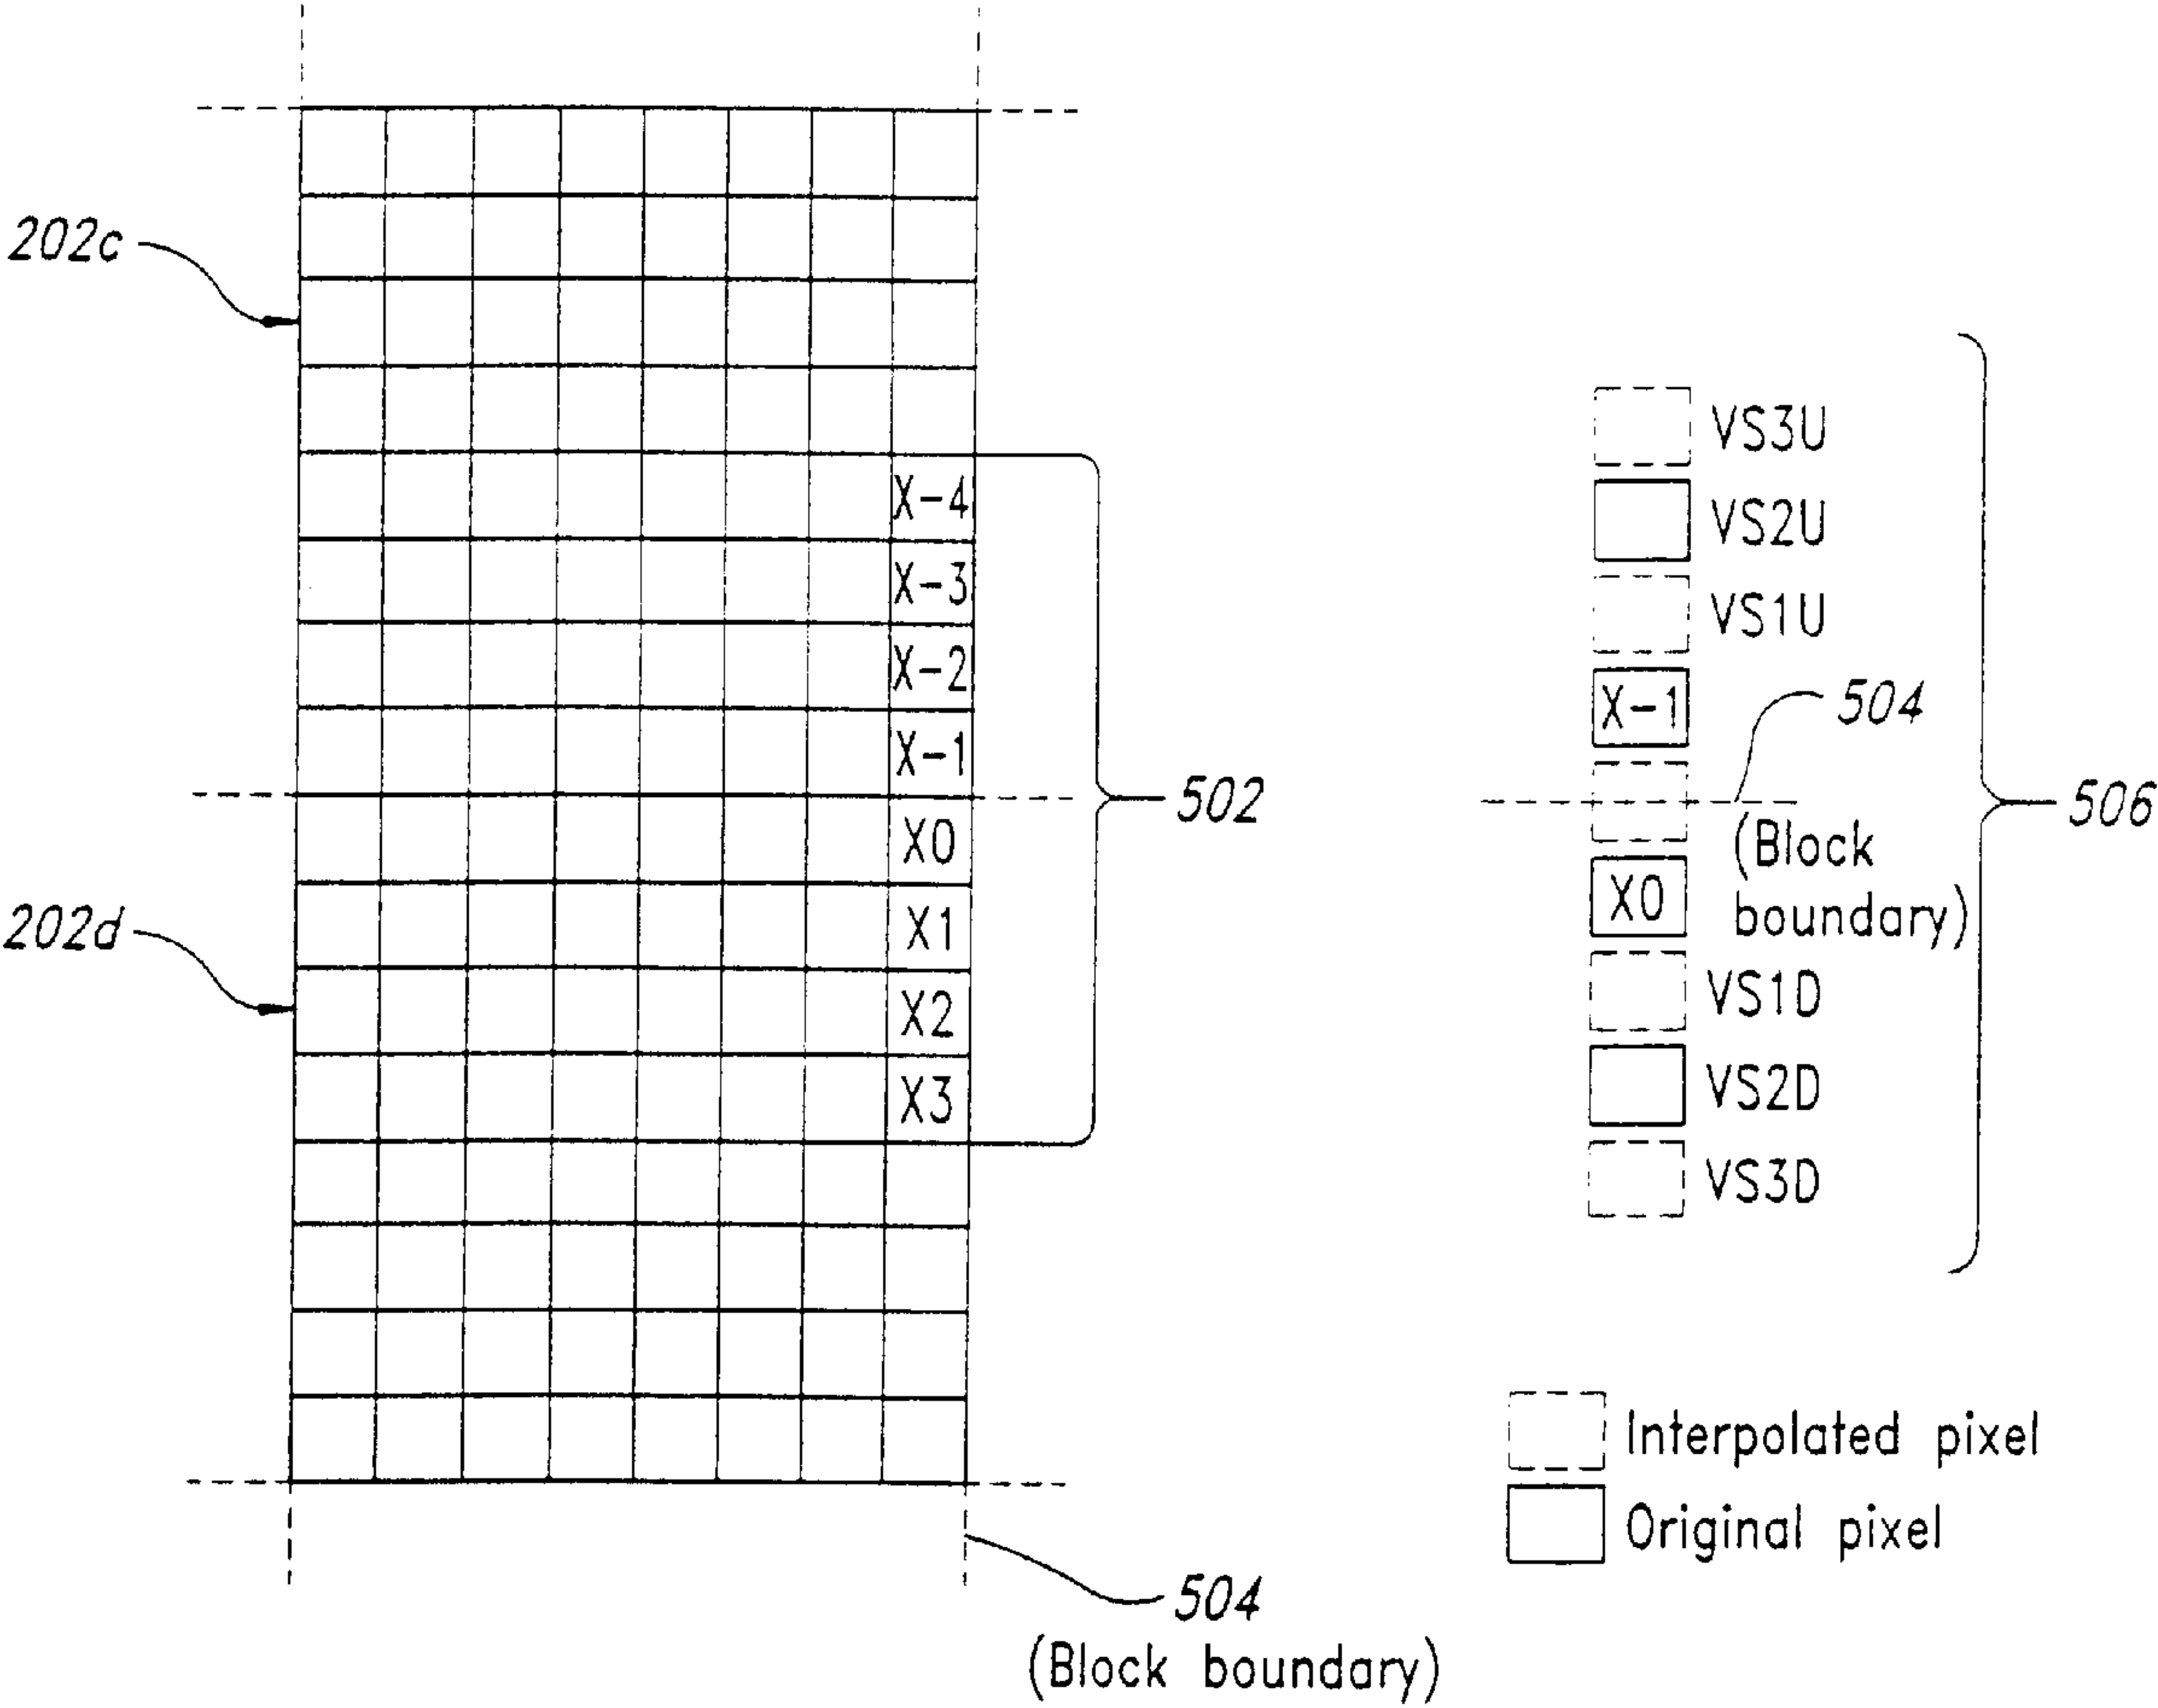 202c
X-4
X-3
X-2
X-1
502
X0
202d
X1
X2
X3
504
(Block boundary)
VS3U
VS2U
VS1U
X-1
504
506
(Block
boundary)
X0
VS1D
VS2D
VS3D
Interpolated pixel
Original pixel